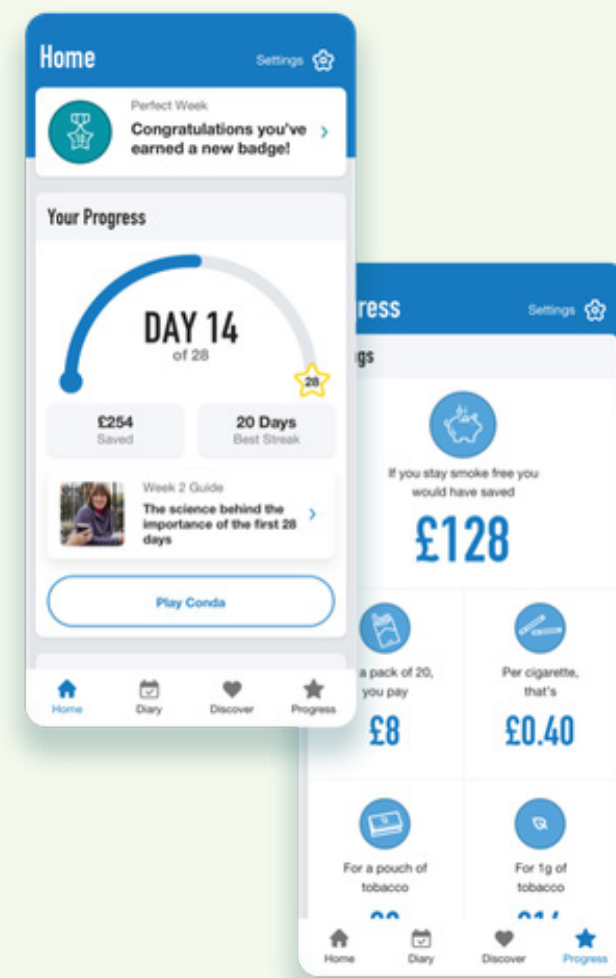 Home
Settings
Perfect Week
Congratulations you've
earned a new badge!
Your Progress
DAY 14
of 28
28
£254
Saved
20 Days
Best Streak
Week 2 Guide
The science behind the
importance of the first 28
days
Play Conda
Home
Diary
Discover
Progress
ress
Settings
gs
If you stay smoke free you
would have saved
£128
a pack of 20,
you pay
£8
Per cigarette,
that's
£0.40
For a pouch of
tobacco
For 1g of
tobacco
Home
Diary
Discover
Progress